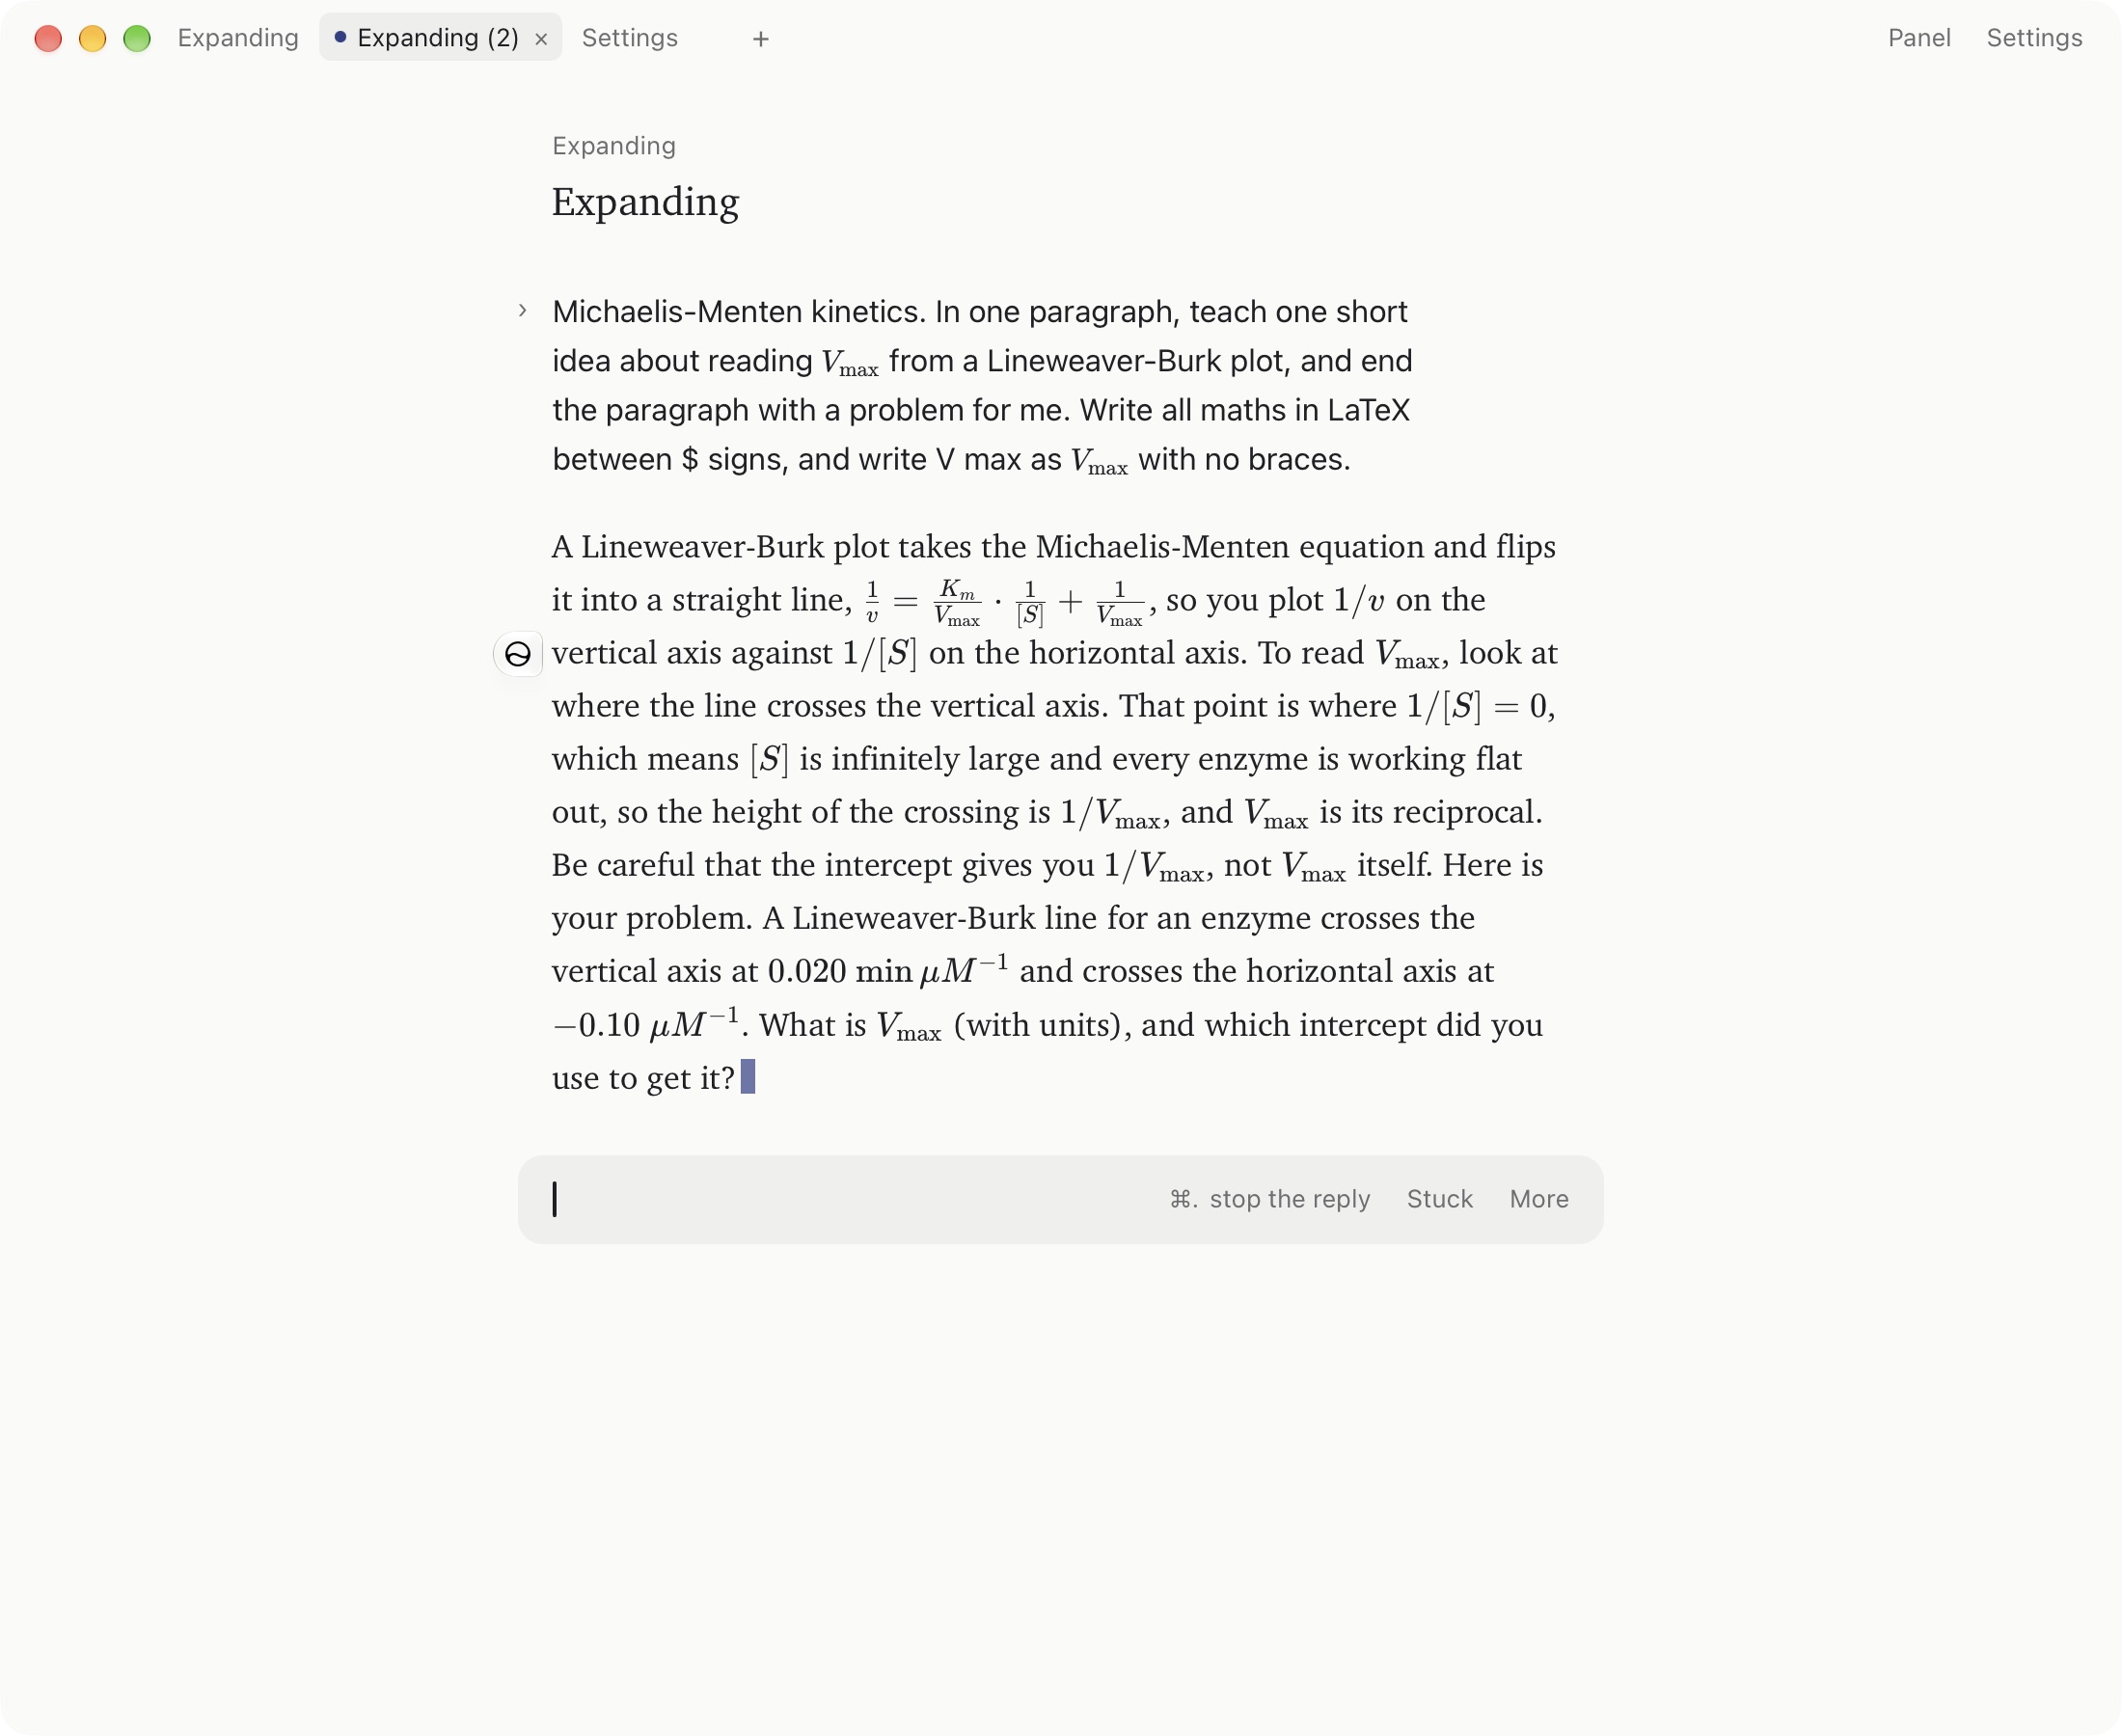 Expanding
Expanding (2) ×
Settings
+
Panel
Settings
Expanding
Expanding
› Michaelis-Menten kinetics. In one paragraph, teach one short
idea about reading $V_{\max}$ from a Lineweaver-Burk plot, and end
the paragraph with a problem for me. Write all maths in LaTeX
between $ signs, and write V max as $V_{\max}$ with no braces.
A Lineweaver-Burk plot takes the Michaelis-Menten equation and flips
it into a straight line, $\frac{1}{v} = \frac{K_m}{V_{\max}} \cdot \frac{1}{[S]} + \frac{1}{V_{\max}}$, so you plot $1/v$ on the
vertical axis against $1/[S]$ on the horizontal axis. To read $V_{\max}$, look at
where the line crosses the vertical axis. That point is where $1/[S] = 0$,
which means $[S]$ is infinitely large and every enzyme is working flat
out, so the height of the crossing is $1/V_{\max}$, and $V_{\max}$ is its reciprocal.
Be careful that the intercept gives you $1/V_{\max}$, not $V_{\max}$ itself. Here is
your problem. A Lineweaver-Burk line for an enzyme crosses the
vertical axis at $0.020 \min \mu M^{-1}$ and crosses the horizontal axis at
$-0.10\ \mu M^{-1}$. What is $V_{\max}$ (with units), and which intercept did you
use to get it?
⌘. stop the reply
Stuck
More